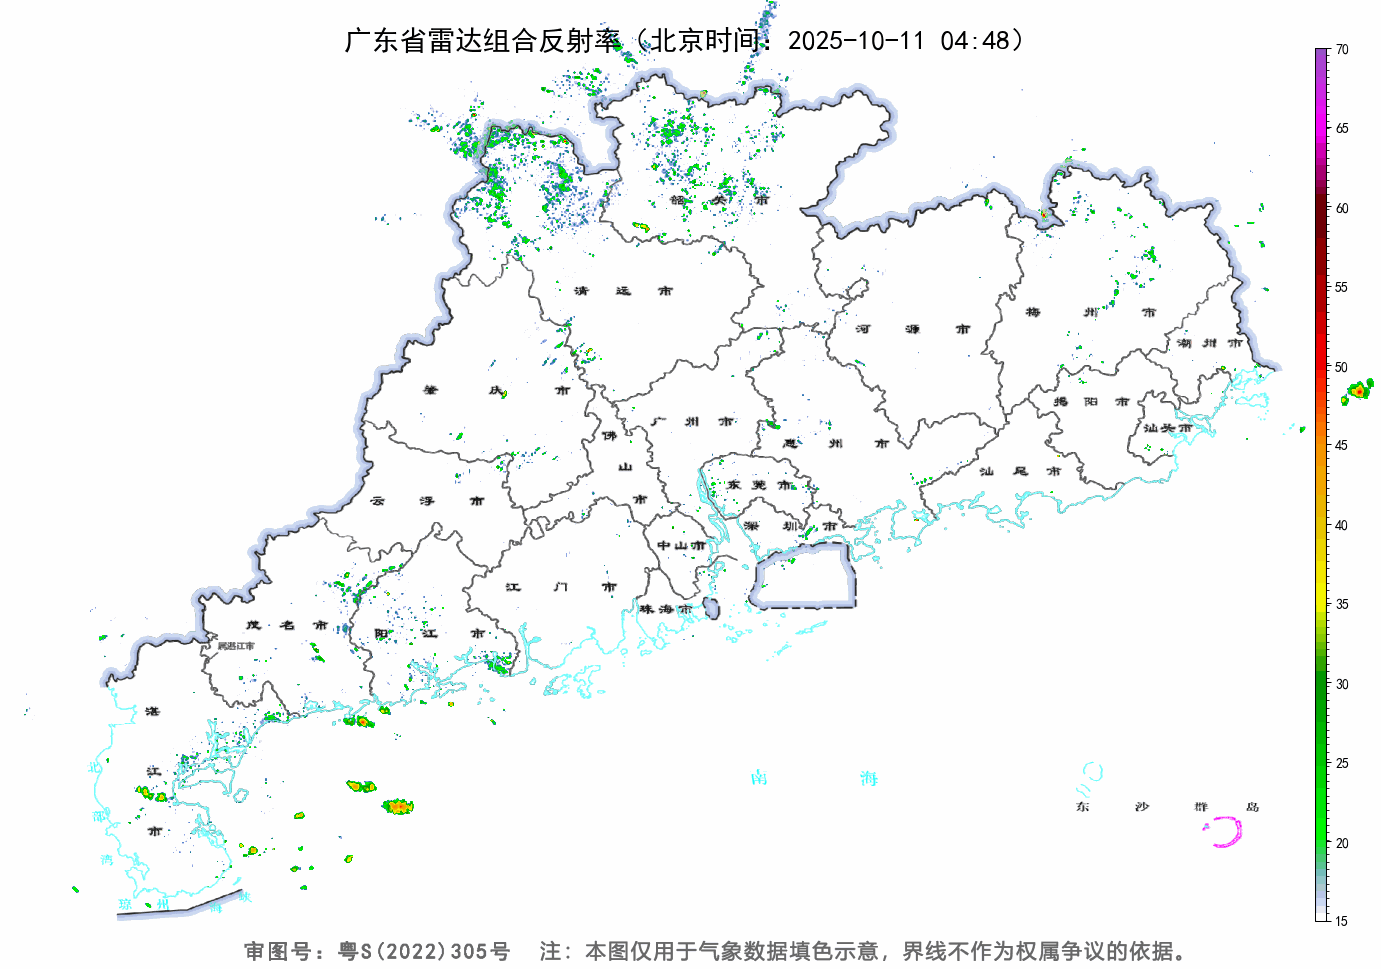 广东省雷达组合反射率（北京时间：2025-10-11 04:48）
70
65
60
55
50
45
40
35
30
25
20
15
韶关市
清远市
河源市
梅州市
潮州市
肇庆市
揭阳市
汕头市
佛山市
广州市
惠州市
汕尾市
云浮市
东莞市
深圳市
中山市
江门市
珠海市
茂名市
阳江市
属湛江市
湛江市
北部湾
琼州海峡
南海
东沙群岛
审图号：粤S(2022)305号 注：本图仅用于气象数据填色示意，界线不作为权属争议的依据。